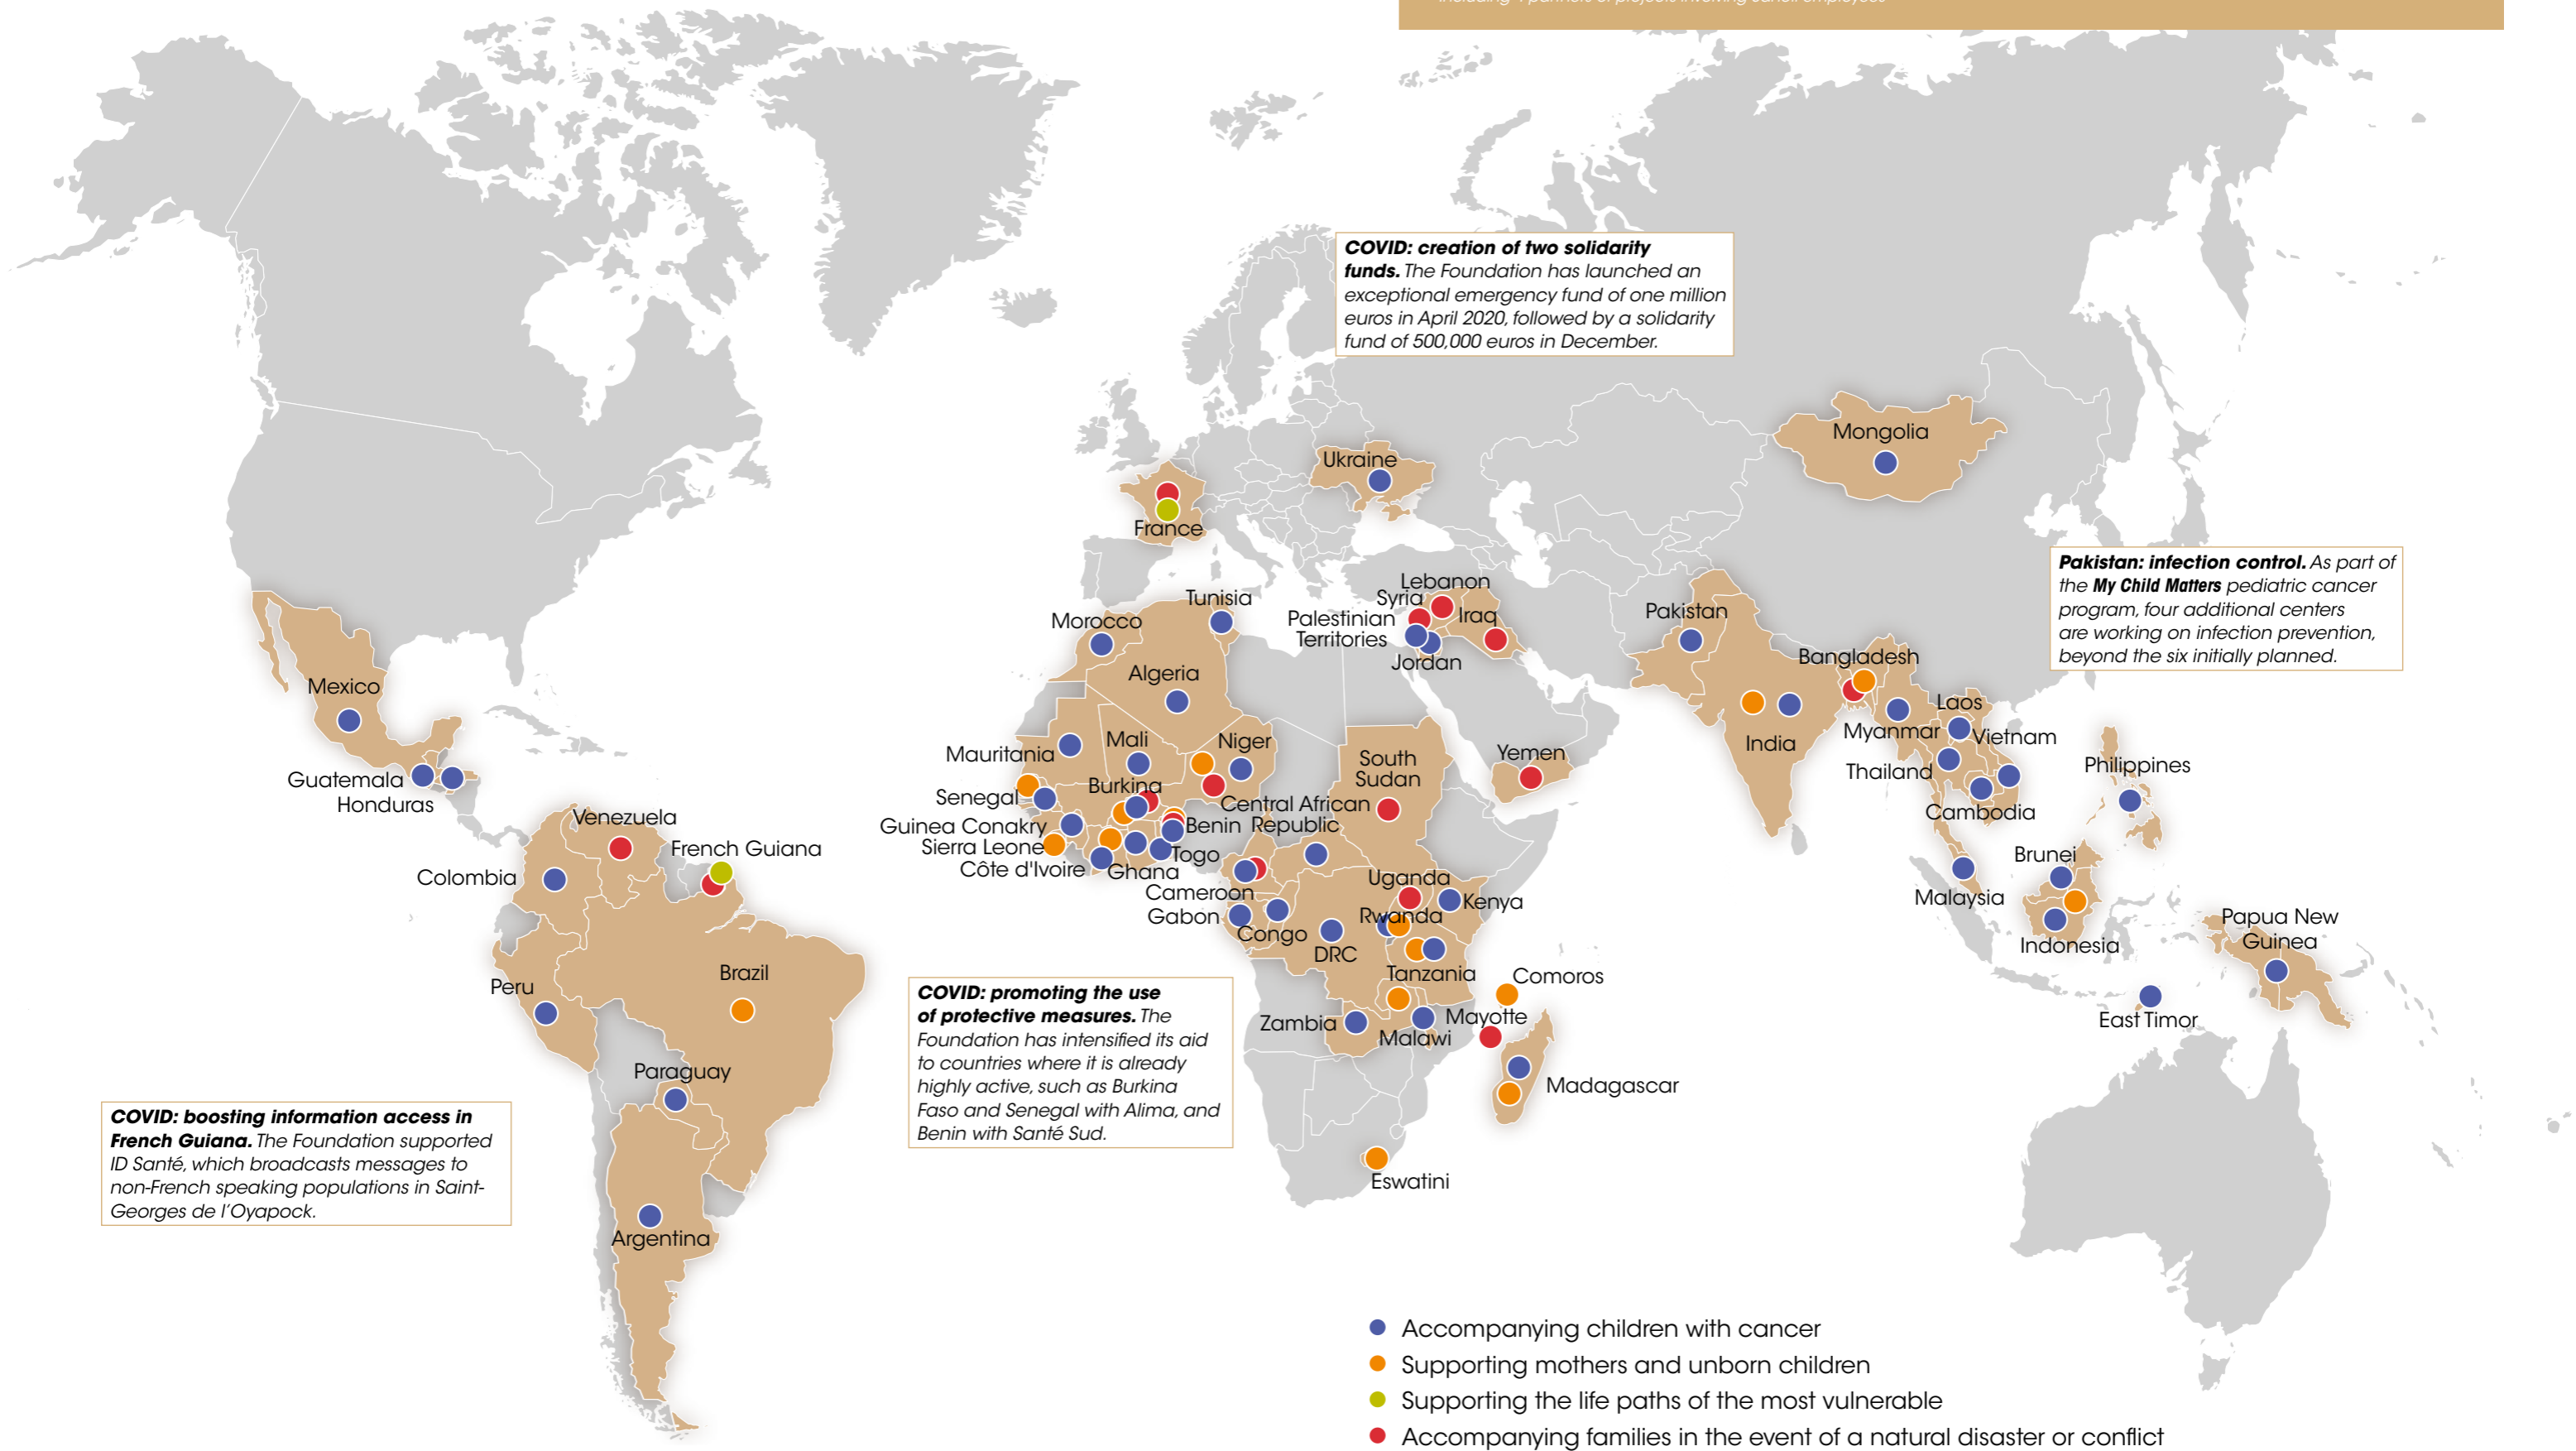 COVID: creation of two solidarity
funds. The Foundation has launched an
exceptional emergency fund of one million
euros in April 2020, followed by a solidarity
fund of 500,000 euros in December.
Mongolia
Ukraine
France
Pakistan: infection control. As part of
the My Child Matters pediatric cancer
program, four additional centers
are working on infection prevention,
beyond the six initially planned.
Lebanon
Syria
Iraq
Palestinian
Territories
Jordan
Tunisia
Morocco
Algeria
Pakistan
Bangladesh
India
Myanmar
Laos
Vietnam
Thailand
Cambodia
Philippines
Mexico
Guatemala
Honduras
Mauritania
Mali
Niger
South
Sudan
Yemen
Senegal
Burkina
Central African
Republic
Guinea Conakry
Benin
Sierra Leone
Togo
Côte d'Ivoire
Ghana
Cameroon
Gabon
Congo
DRC
Uganda
Kenya
Rwanda
Tanzania
Venezuela
French Guiana
Colombia
Brunei
Malaysia
Indonesia
Papua New
Guinea
East Timor
Peru
Brazil
Comoros
Mayotte
Zambia
Malawi
Madagascar
Paraguay
COVID: promoting the use
of protective measures. The
Foundation has intensified its aid
to countries where it is already
highly active, such as Burkina
Faso and Senegal with Alima, and
Benin with Santé Sud.
COVID: boosting information access in
French Guiana. The Foundation supported
ID Santé, which broadcasts messages to
non-French speaking populations in Saint-
Georges de l'Oyapock.
Eswatini
Argentina
Accompanying children with cancer
Supporting mothers and unborn children
Supporting the life paths of the most vulnerable
Accompanying families in the event of a natural disaster or conflict